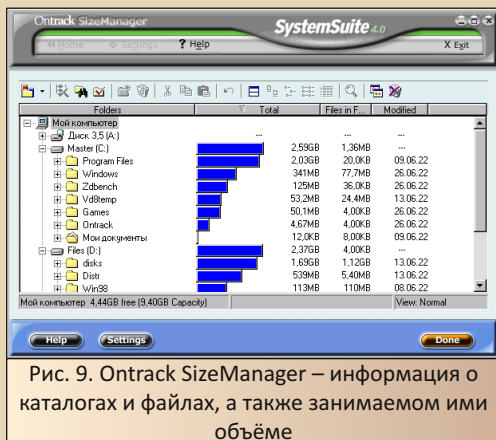 Ontrack SizeManager
SystemSuite 4.0
Home Settings ? Help X Exit
Folders Total Files in F... Modified
Мой компьютер
Диск 3,5 (A:) --- --- ---
Master (C:) 2,59GB 1,36MB ---
Program Files 2,03GB 20,0KB 09.06.22
Windows 341MB 77,7MB 26.06.22
Zdbench 125MB 36,0KB 26.06.22
Vd8temp 53,2MB 24,4MB 13.06.22
Games 50,1MB 4,00KB 26.06.22
Ontrack 4,67MB 4,00KB 26.06.22
Мои документы 12,0KB 8,00KB 09.06.22
Files (D:) 2,37GB 4,00KB ---
disks 1,69GB 1,12GB 13.06.22
Distr 539MB 5,40MB 13.06.22
Win98 113MB 110MB 08.06.22
Мой компьютер 4,44GB free (9,40GB Capacity) View: Normal
Help Settings Done
Рис. 9. Ontrack SizeManager – информация о
каталогах и файлах, а также занимаемом ими
объёме